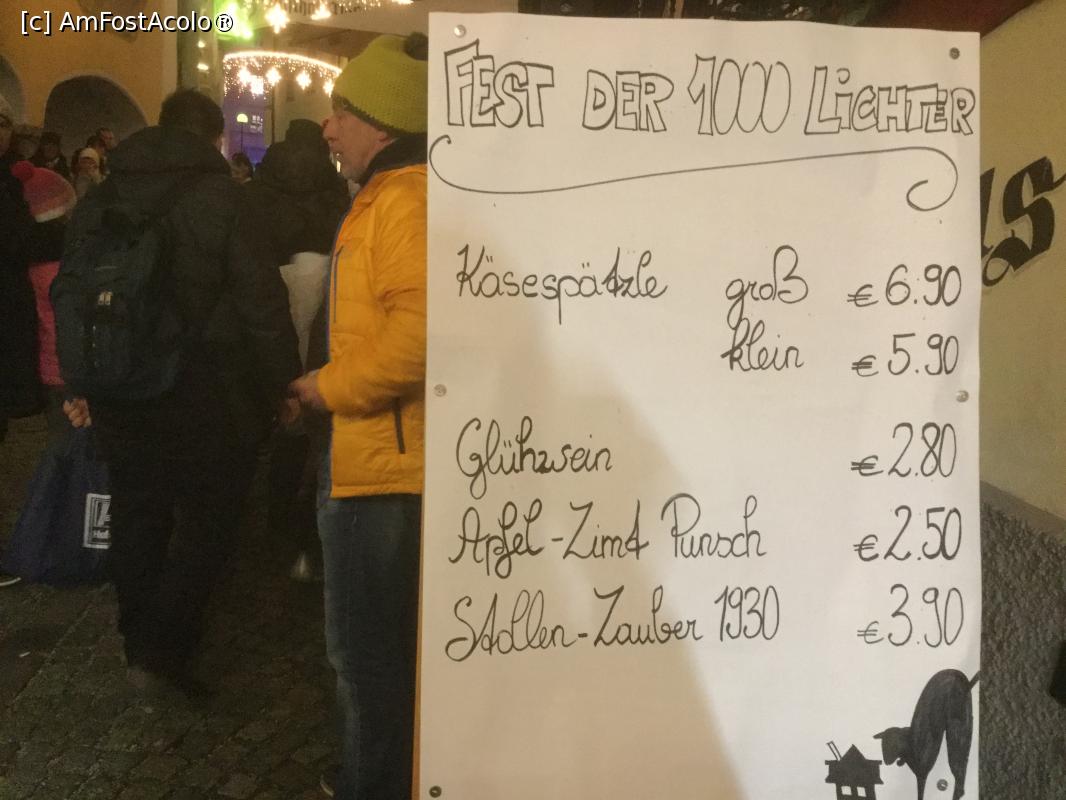 [c] AmFostAcolo®
FEST DER 1000 LiCHTER
Käsespätzle groß € 6.90
klein € 5.90
Glühwein € 2.80
Apfel-Zimt Punsch € 2.50
Stollen-Zauber 1930 € 3.90